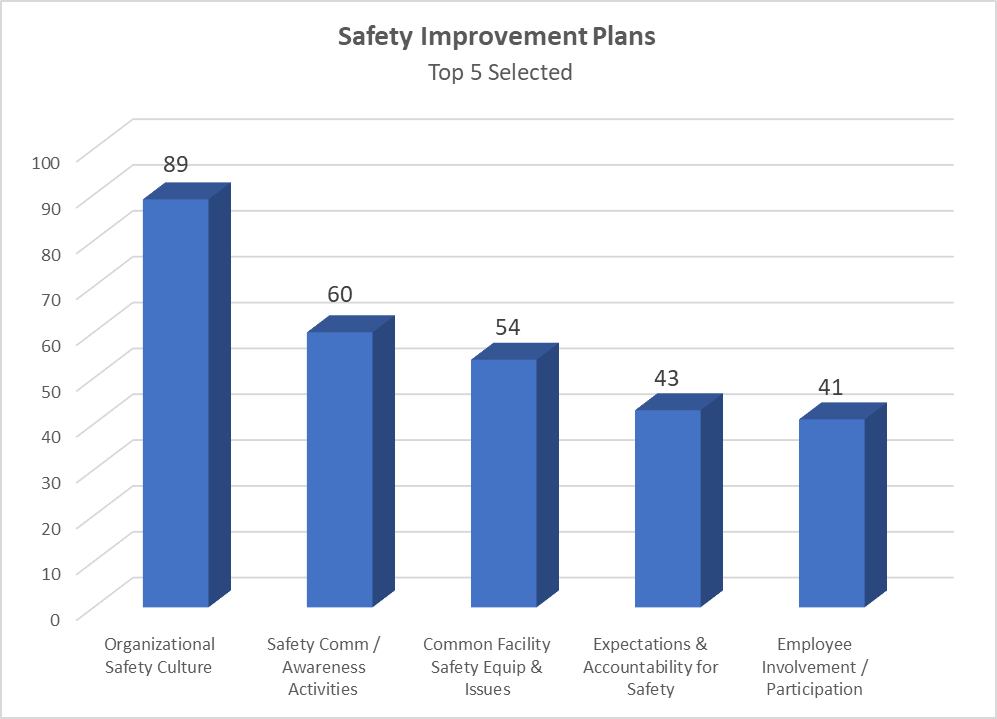 Safety Improvement Plans
Top 5 Selected
100
90
80
70
60
50
40
30
20
10
0
89
60
54
43
41
Organizational
Safety Culture
Safety Comm /
Awareness
Activities
Common Facility
Safety Equip &
Issues
Expectations &
Accountability for
Safety
Employee
Involvement /
Participation